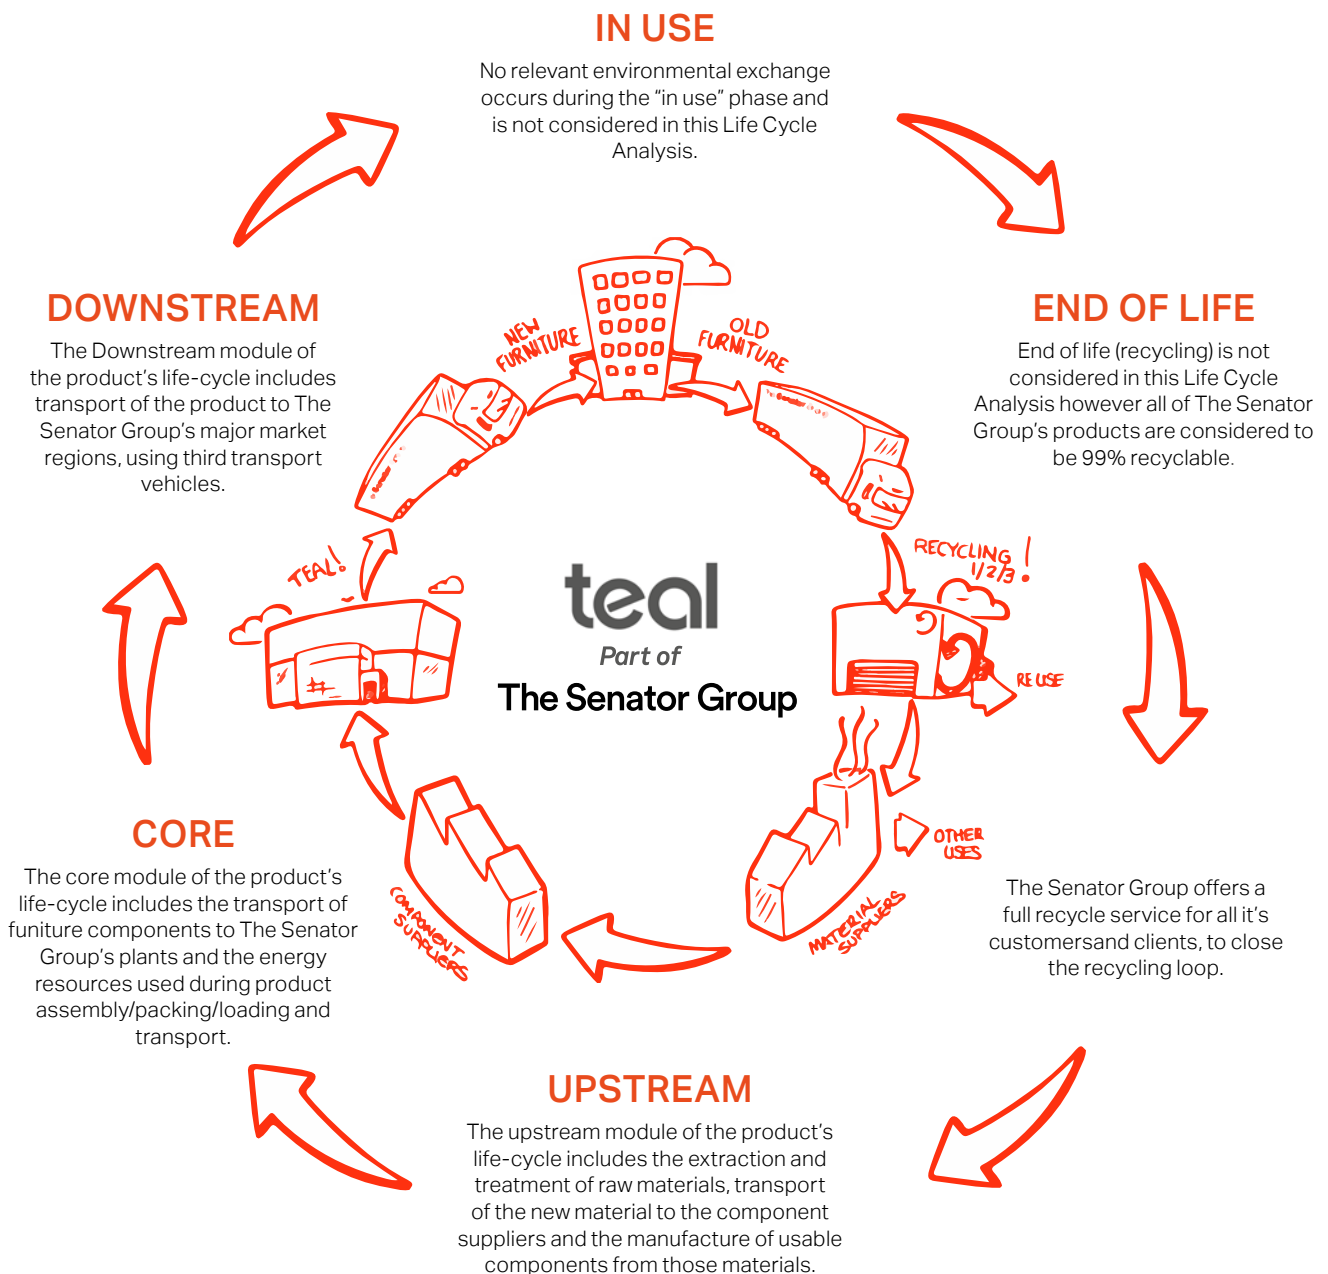 IN USE
No relevant environmental exchange
occurs during the “in use” phase and
is not considered in this Life Cycle
Analysis.
DOWNSTREAM
The Downstream module of
the product’s life-cycle includes
transport of the product to The
Senator Group’s major market
regions, using third transport
vehicles.
END OF LIFE
End of life (recycling) is not
considered in this Life Cycle
Analysis however all of The Senator
Group’s products are considered to
be 99% recyclable.
NEW
FURNITURE
OLD
FURNITURE
Senator
Senator
TEAL!
RECYCLING
1/2/3!
RE USE
teal
Part of
The Senator Group
OTHER
USES
COMPONENT
SUPPLIERS
MATERIAL
SUPPLIERS
CORE
The core module of the product’s
life-cycle includes the transport of
funiture components to The Senator
Group’s plants and the energy
resources used during product
assembly/packing/loading and
transport.
The Senator Group offers a
full recycle service for all it’s
customersand clients, to close
the recycling loop.
UPSTREAM
The upstream module of the product’s
life-cycle includes the extraction and
treatment of raw materials, transport
of the new material to the component
suppliers and the manufacture of usable
components from those materials.